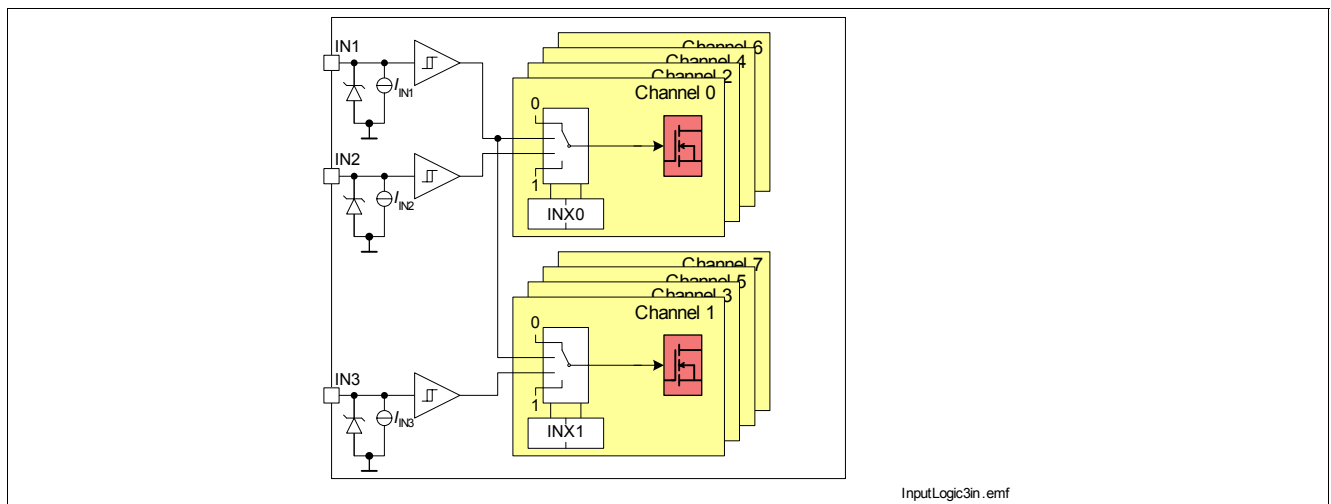 IN1
I IN1
IN2
I IN2
IN3
I IN3
Channel 6
Channel 4
Channel 2
Channel 0
0
1
INX0
Channel 7
Channel 5
Channel 3
Channel 1
0
1
INX1
InputLogic3in.emf